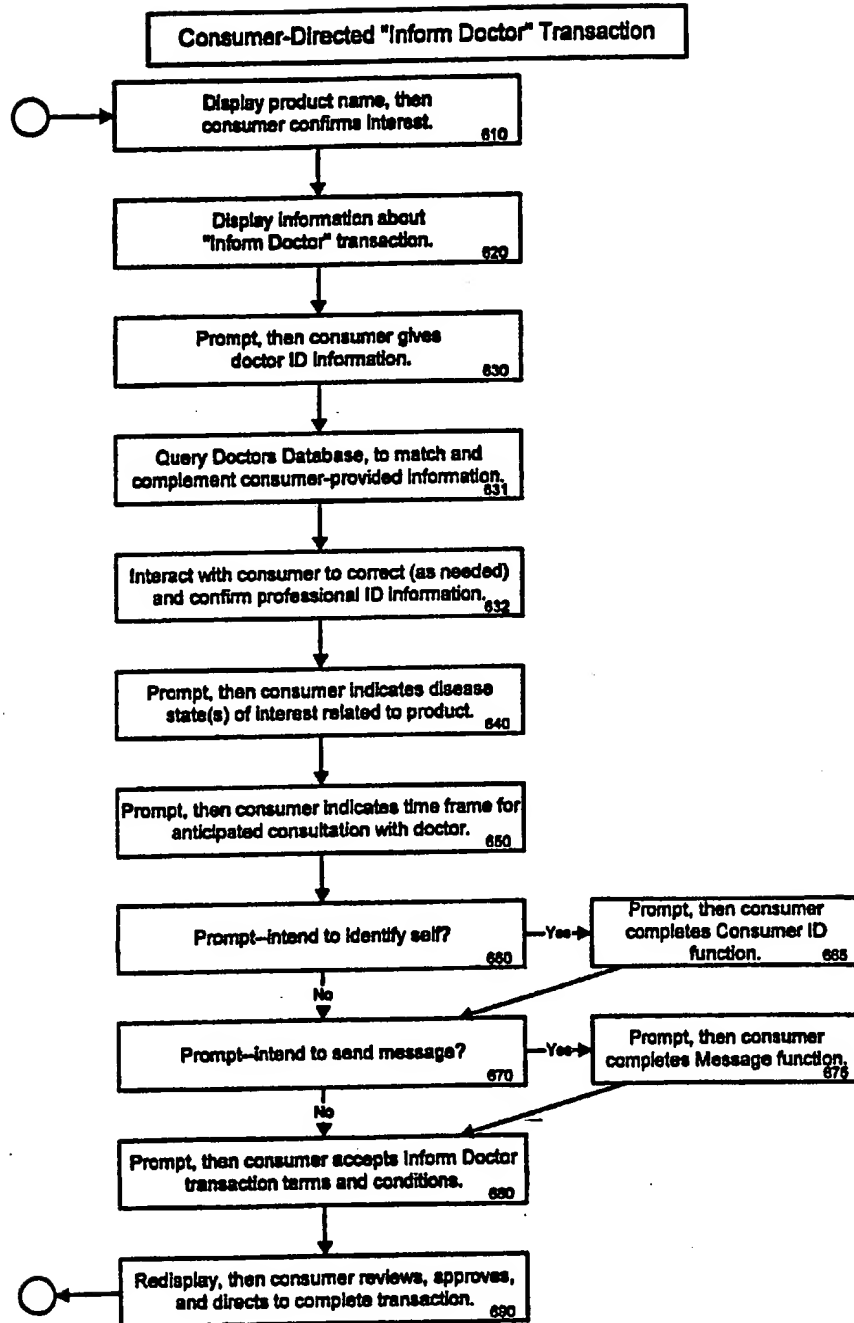 Consumer-Directed "Inform Doctor" Transaction
Display product name, then
consumer confirms interest.
610
Display information about
"Inform Doctor" transaction.
620
Prompt, then consumer gives
doctor ID information.
630
Query Doctors Database, to match and
complement consumer-provided information.
631
Interact with consumer to correct (as needed)
and confirm professional ID information.
632
Prompt, then consumer indicates disease
state(s) of interest related to product.
640
Prompt, then consumer indicates time frame for
anticipated consultation with doctor.
650
Prompt–intend to identify self?
660
Yes
Prompt, then consumer
completes Consumer ID
function.
665
No
Prompt–intend to send message?
670
Yes
Prompt, then consumer
completes Message function.
675
No
Prompt, then consumer accepts Inform Doctor
transaction terms and conditions.
680
Redisplay, then consumer reviews, approves,
and directs to complete transaction.
690